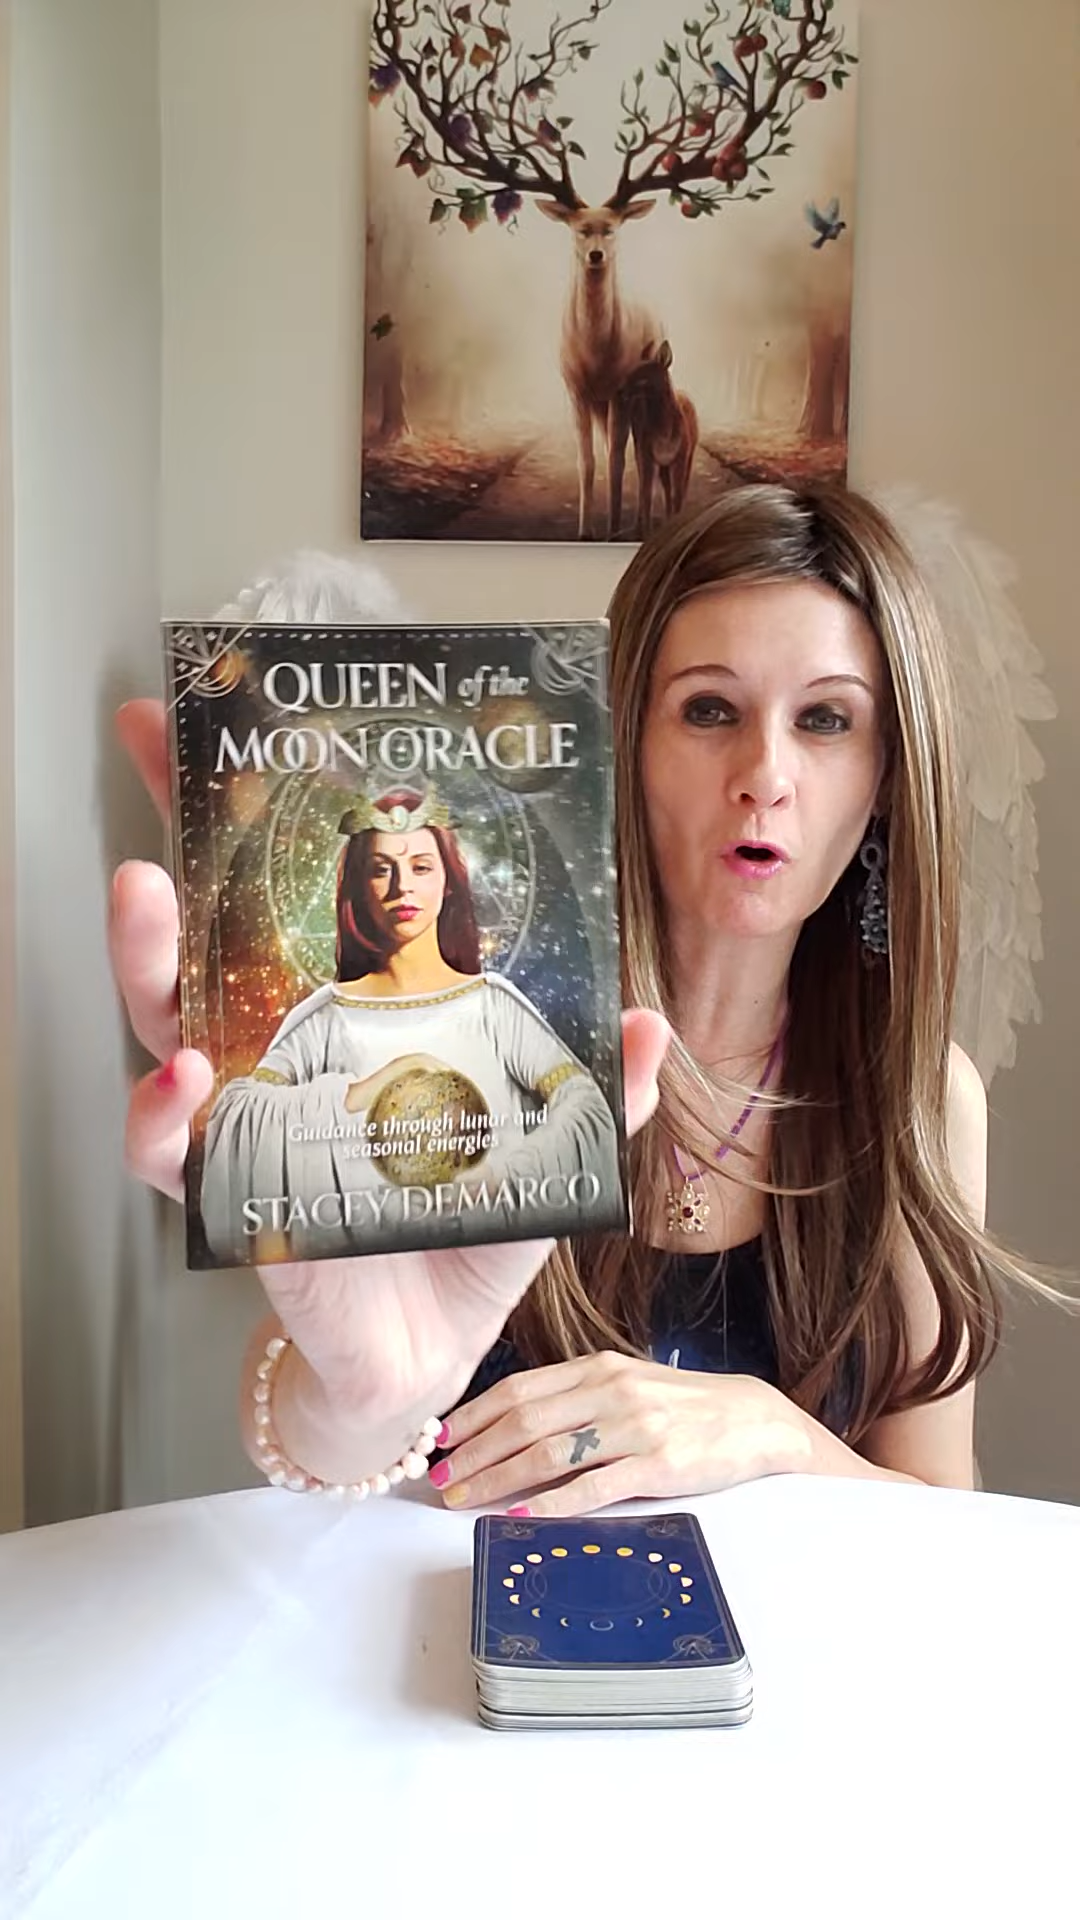 QUEEN of the
MOON ORACLE
Guidance through lunar and
seasonal energies
STACEY DEMARCO